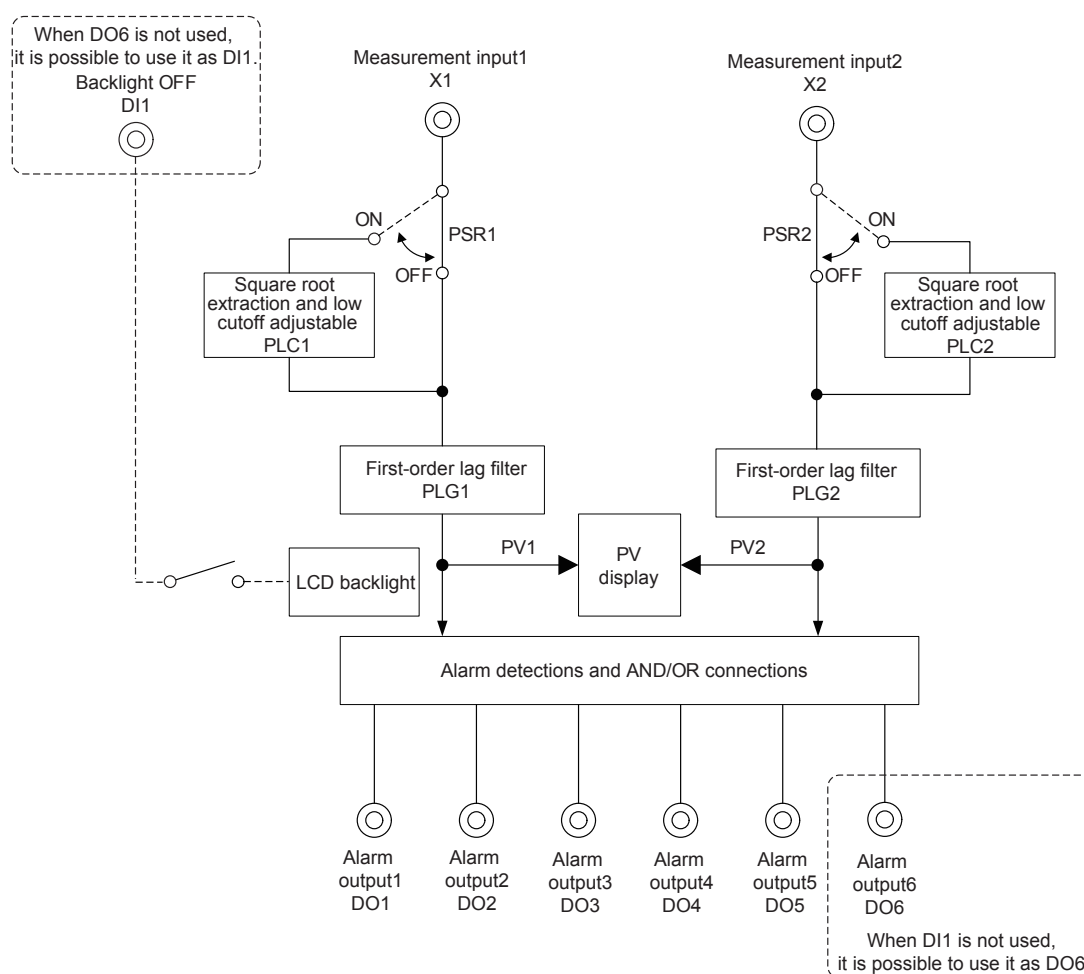 When DO6 is not used,
it is possible to use it as DI1.
Backlight OFF
DI1
Measurement input1
X1
Measurement input2
X2
ON
PSR1
OFF
Square root
extraction and low
cutoff adjustable
PLC1
PSR2
ON
OFF
Square root
extraction and low
cutoff adjustable
PLC2
First-order lag filter
PLG1
First-order lag filter
PLG2
PV1
PV
display
PV2
LCD backlight
Alarm detections and AND/OR connections
Alarm
output1
DO1
Alarm
output2
DO2
Alarm
output3
DO3
Alarm
output4
DO4
Alarm
output5
DO5
Alarm
output6
DO6
When DI1 is not used,
it is possible to use it as DO6